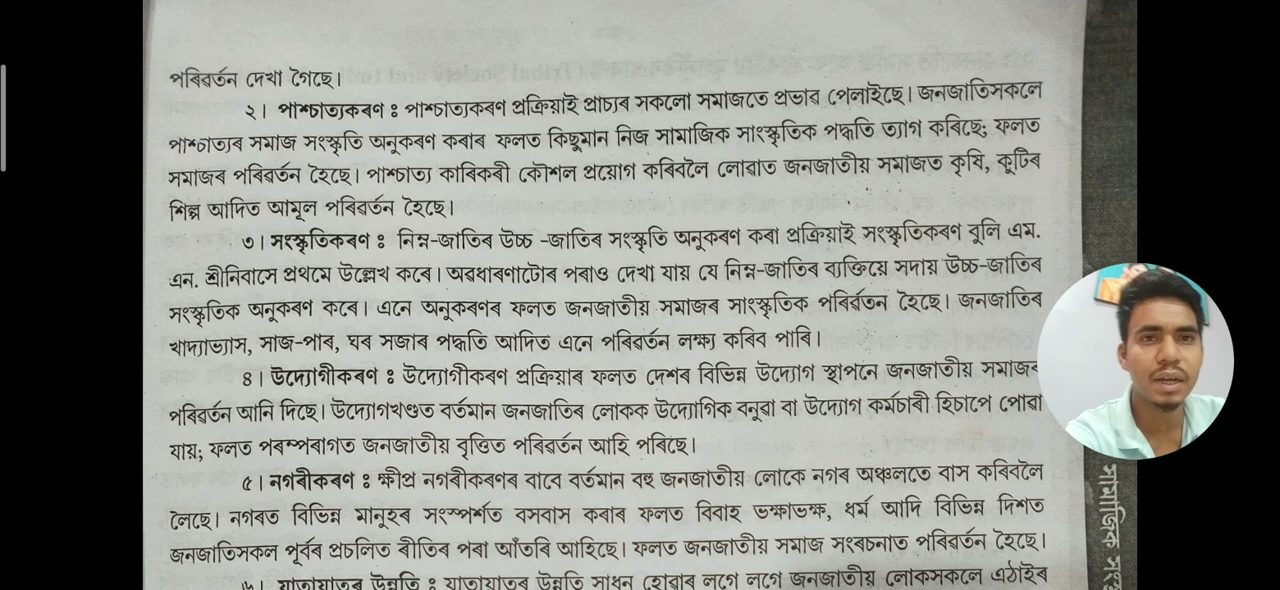 পৰিৱৰ্তন দেখা গৈছে।
২। পাশ্চাত্যকৰণ ঃ পাশ্চাত্যকৰণ প্ৰক্ৰিয়াই প্ৰাচ্যৰ সকলো সমাজতে প্ৰভাৱ পেলাইছে। জনজাতিসকলে
পাশ্চাত্যৰ সমাজ সংস্কৃতি অনুকৰণ কৰাৰ ফলত কিছুমান নিজ সামাজিক সাংস্কৃতিক পদ্ধতি ত্যাগ কৰিছে; ফলত
সমাজৰ পৰিৱৰ্তন হৈছে। পাশ্চাত্য কাৰিকৰী কৌশল প্ৰয়োগ কৰিবলৈ লোৱাত জনজাতীয় সমাজত কৃষি, কূটিৰ
শিল্প আদিত আমূল পৰিৱৰ্তন হৈছে।
৩। সংস্কৃতিকৰণ ঃ নিম্ন-জাতিৰ উচ্চ -জাতিৰ সংস্কৃতি অনুকৰণ কৰা প্ৰক্ৰিয়াই সংস্কৃতিকৰণ বুলি এম.
এন. শ্ৰীনিবাসে প্ৰথমে উল্লেখ কৰে। অৱধাৰণাটোৰ পৰাও দেখা যায় যে নিম্ন-জাতিৰ ব্যক্তিয়ে সদায় উচ্চ-জাতিৰ
সংস্কৃতিক অনুকৰণ কৰে। এনে অনুকৰণৰ ফলত জনজাতীয় সমাজৰ সাংস্কৃতিক পৰিৰ্বতন হৈছে। জনজাতিৰ
খাদ্যাভ্যাস, সাজ-পাৰ, ঘৰ সজাৰ পদ্ধতি আদিত এনে পৰিৱৰ্তন লক্ষ্য কৰিব পাৰি।
৪। উদ্যোগীকৰণ ঃ উদ্যোগীকৰণ প্ৰক্ৰিয়াৰ ফলত দেশৰ বিভিন্ন উদ্যোগ স্থাপনে জনজাতীয় সমাজৰ
পৰিৱৰ্তন আনি দিছে। উদ্যোগখণ্ডত বৰ্তমান জনজাতিৰ লোকক উদ্যোগিক বনুৱা বা উদ্যোগ কৰ্মচাৰী হিচাপে পোৱা
যায়; ফলত পৰম্পৰাগত জনজাতীয় বৃত্তিত পৰিৱৰ্তন আহি পৰিছে।
৫। নগৰীকৰণ ঃ ক্ষীপ্ৰ নগৰীকৰণৰ বাবে বৰ্তমান বহু জনজাতীয় লোকে নগৰ অঞ্চলতে বাস কৰিবলৈ
লৈছে। নগৰত বিভিন্ন মানুহৰ সংস্পৰ্শত বসবাস কৰাৰ ফলত বিবাহ ভক্ষাভক্ষ, ধৰ্ম আদি বিভিন্ন দিশত
জনজাতিসকল পূৰ্বৰ প্ৰচলিত ৰীতিৰ পৰা আঁতৰি আহিছে। ফলত জনজাতীয় সমাজ সংৰচনাত পৰিৱৰ্তন হৈছে।
৬। যাতায়াতৰ উন্নতি ঃ যাতায়াতৰ উন্নতি সাধন হোৱাৰ লগে লগে জনজাতীয় লোকসকলে এঠাইৰ
সামাজিক